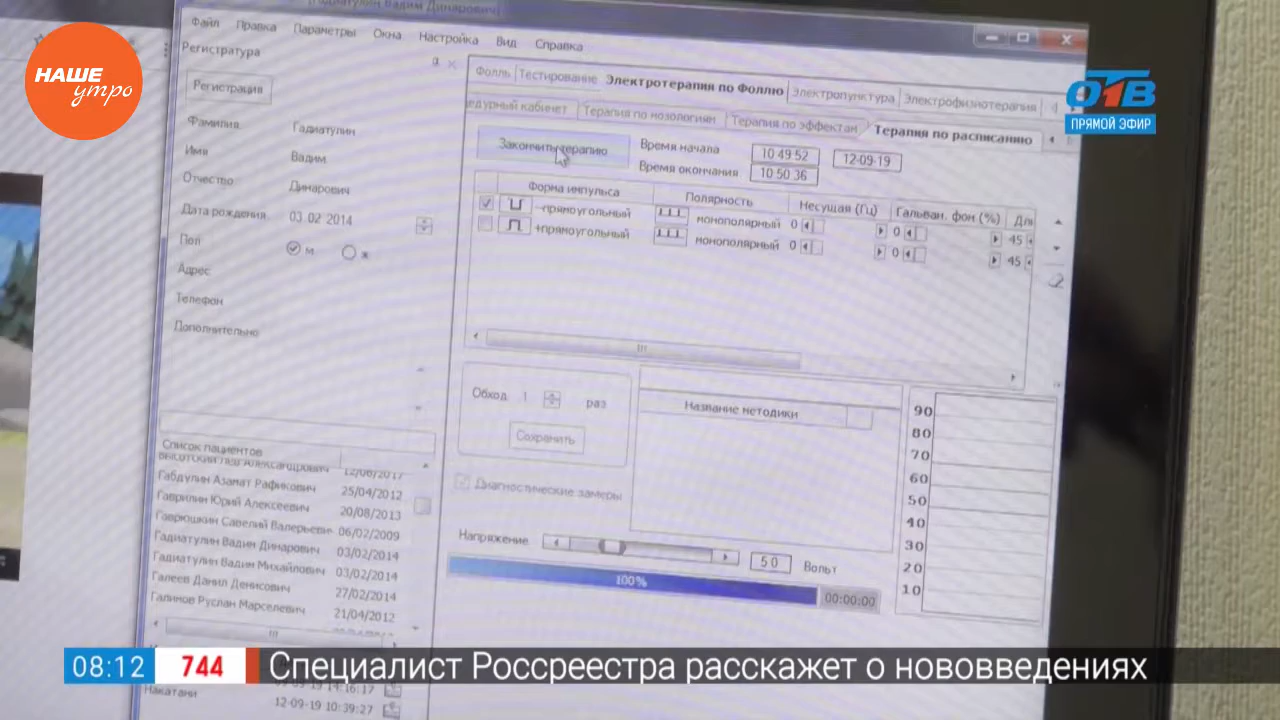 Гадиатулин Вадим Динарович
Файл Правка Параметры Окна Настройка Вид Справка
НАШЕ
утро
Регистратура
Регистрация
Фамилия Гадиатулин
Имя Вадим
Отчество Динарович
Дата рождения 03 02 2014
Пол м ж
Адрес
Телефон
Дополнительно
Фолль Тестирование Электротерапия по Фоллю Электропунктура Электрофизиотерапия
кабинет Терапия по нозологиям Терапия по эффектам Терапия по расписанию
ОТВ
ПРЯМОЙ ЭФИР
Закончить терапию
Время начала 10 49 52 12-09-19
Время окончания 10 50 36
Форма импульса Полярность Несущая (Гц) Гальван. фон (%)
-прямоугольный монополярный 0 0 45
+прямоугольный монополярный 0 0 45
Обход 1 раз
Сохранить
Название методики
90
80
70
60
50
40
30
20
10
Диагностические замеры
Напряжение 50 Вольт
100% 00:00:00
Список пациентов
Габдулин Азамат Рафикович 25/04/2012
Гаврилин Юрий Алексеевич 20/08/2013
Гаврюшкин Савелий Валерьевич 06/02/2009
Гадиатулин Вадин Динарович 03/02/2014
Гадиатулин Вадин Михайлович 03/02/2014
Галеев Данил Денисович 27/02/2014
Галинов Руслан Марселевич 21/04/2012
08:12 744 Специалист Россреестра расскажет о нововведениях
14:16:17
Накатани 12-09-19 10:39:27